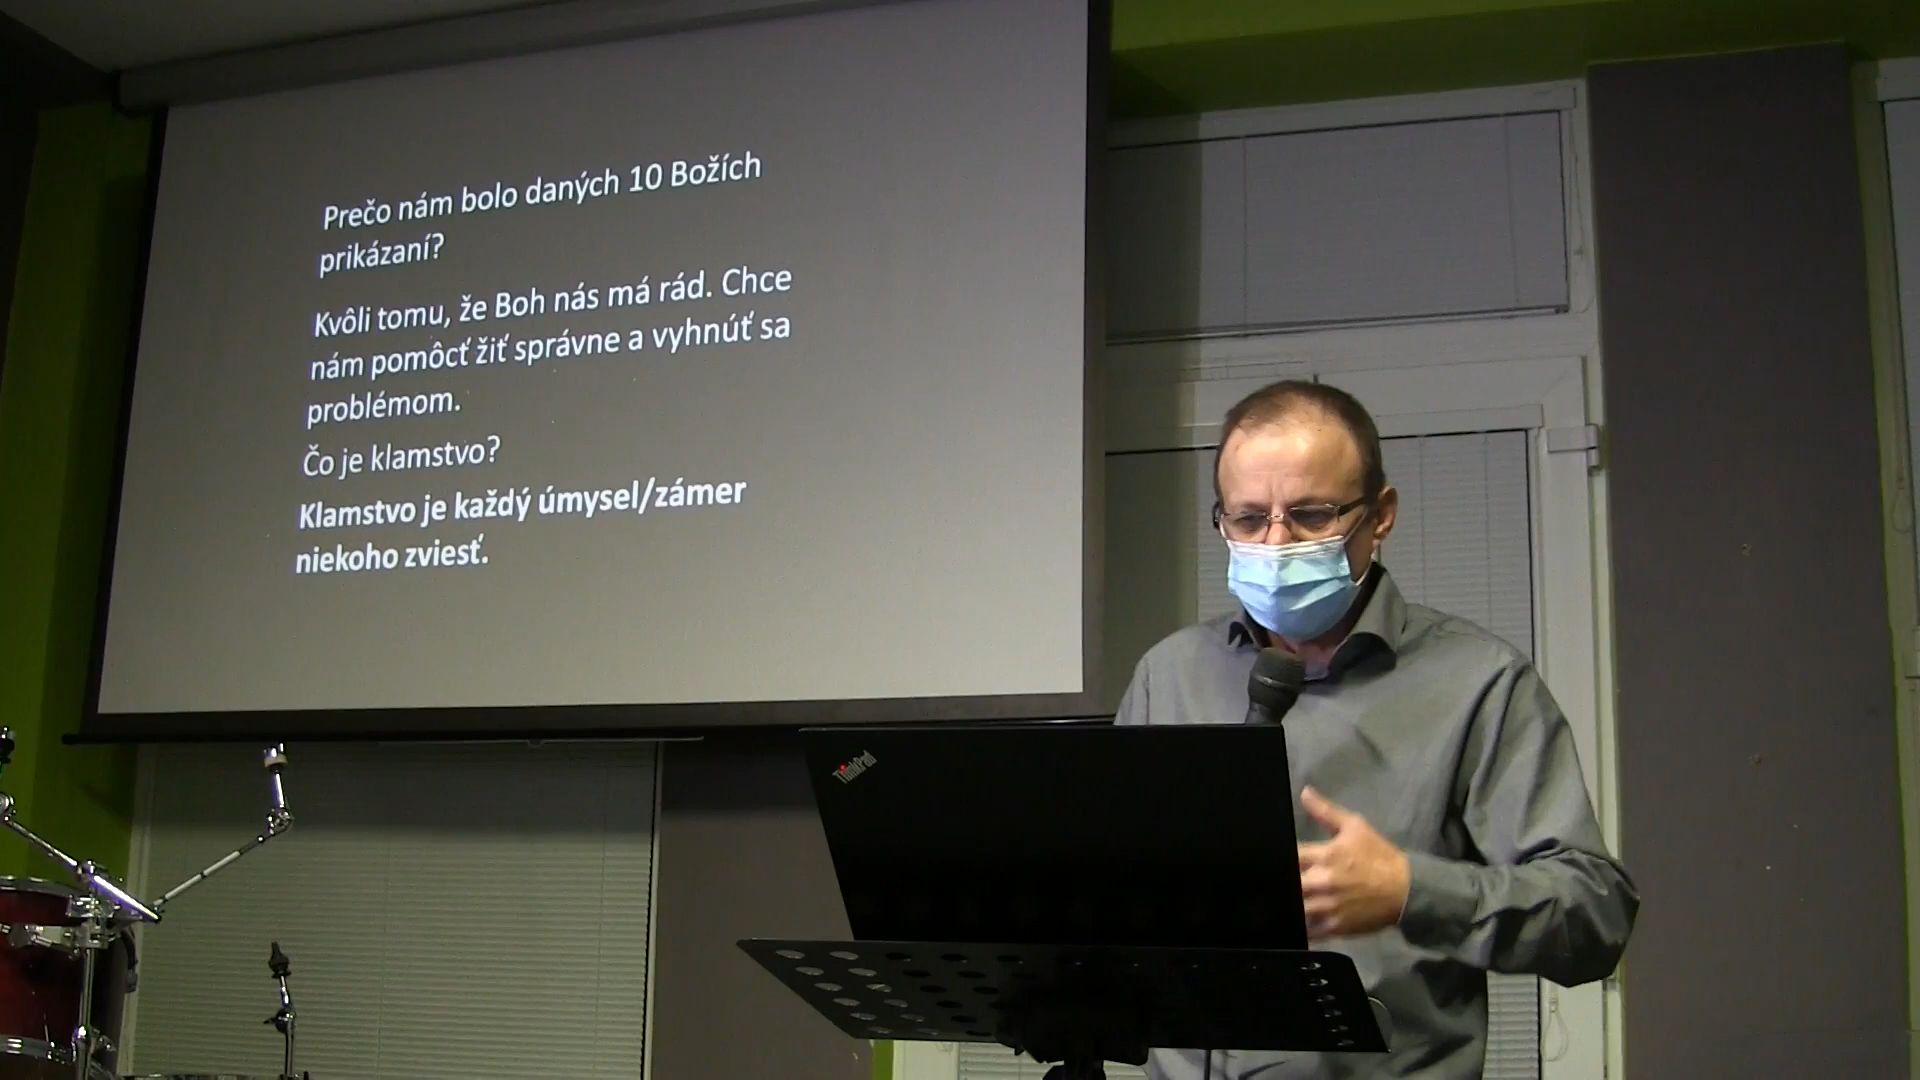 Prečo nám bolo daných 10 Božích
prikázaní?
Kvôli tomu, že Boh nás má rád. Chce
nám pomôcť žiť správne a vyhnúť sa
problémom.
Čo je klamstvo?
Klamstvo je každý úmysel/zámer
niekoho zviesť.
ThinkPad